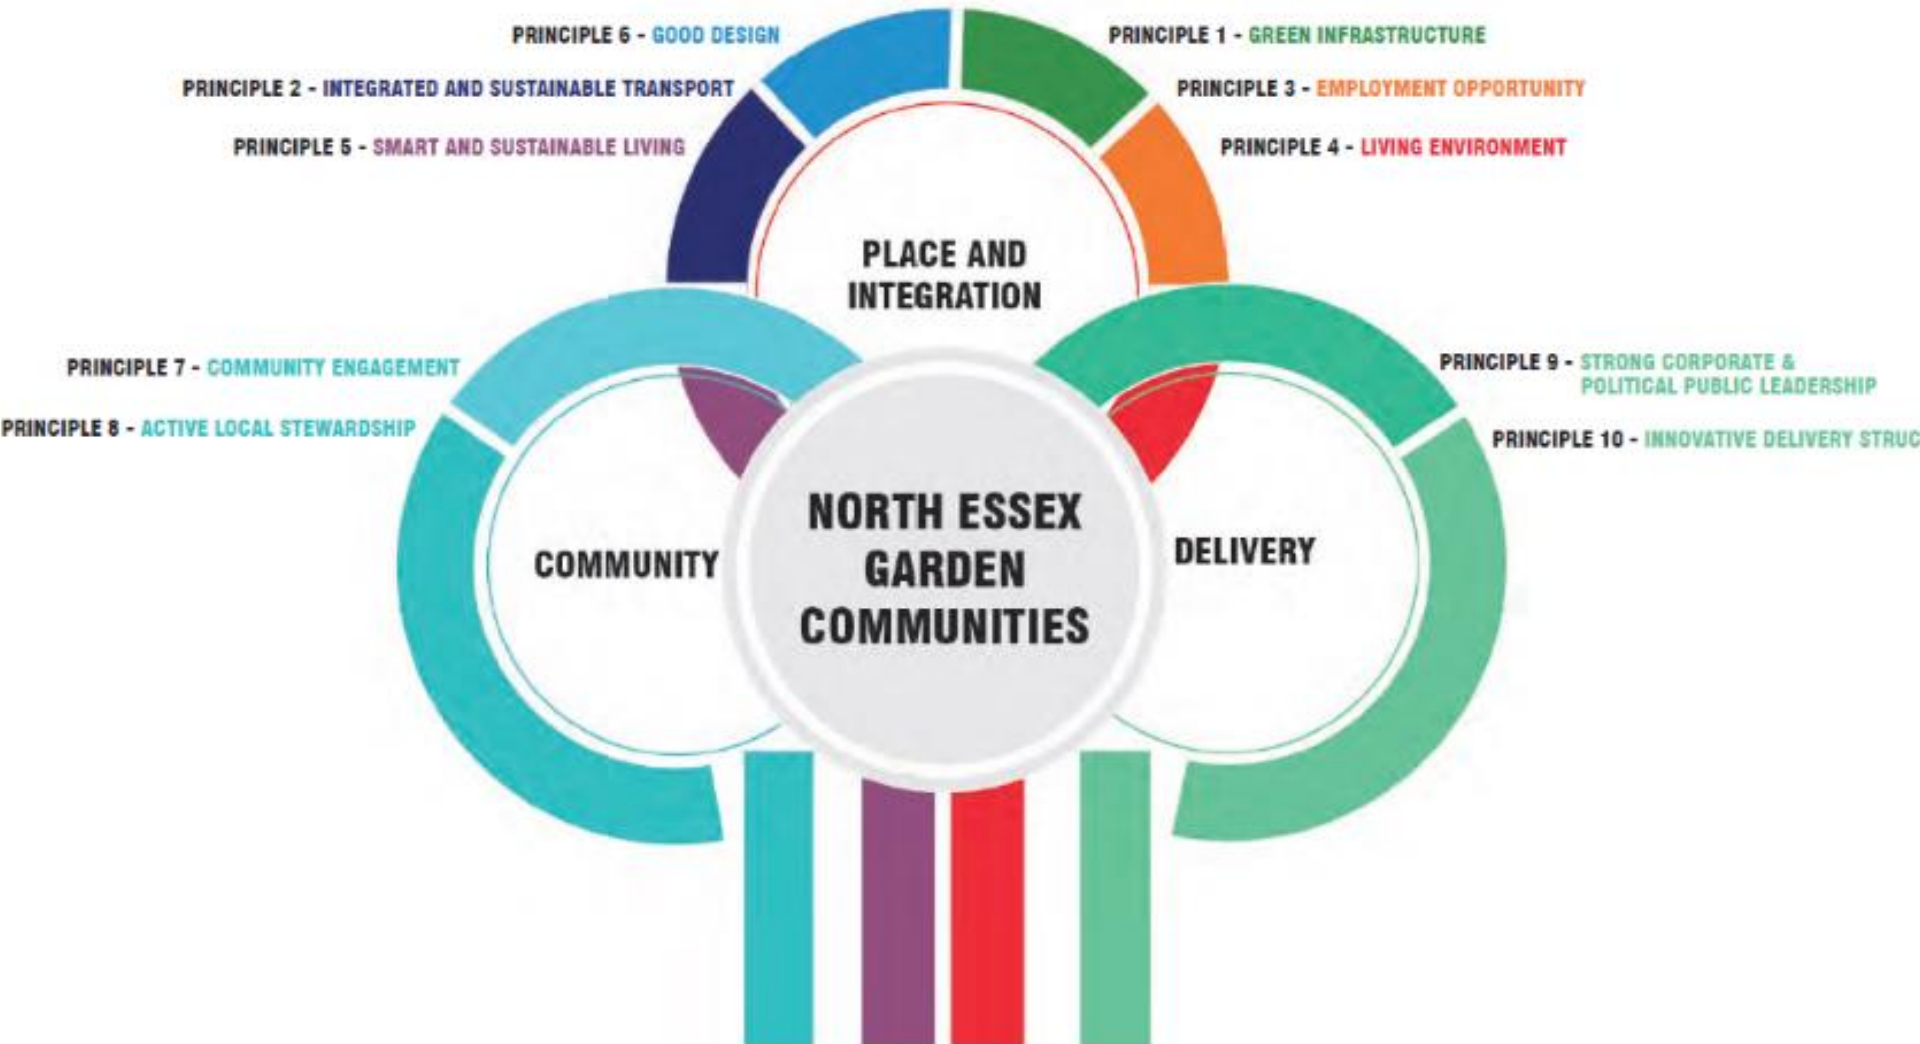 PRINCIPLE 6 - GOOD DESIGN
PRINCIPLE 1 - GREEN INFRASTRUCTURE
PRINCIPLE 2 - INTEGRATED AND SUSTAINABLE TRANSPORT
PRINCIPLE 3 - EMPLOYMENT OPPORTUNITY
PRINCIPLE 5 - SMART AND SUSTAINABLE LIVING
PRINCIPLE 4 - LIVING ENVIRONMENT
PLACE AND
INTEGRATION
PRINCIPLE 7 - COMMUNITY ENGAGEMENT
PRINCIPLE 8 - ACTIVE LOCAL STEWARDSHIP
PRINCIPLE 9 - STRONG CORPORATE &
POLITICAL PUBLIC LEADERSHIP
PRINCIPLE 10 - INNOVATIVE DELIVERY STRUC
COMMUNITY
NORTH ESSEX
GARDEN
COMMUNITIES
DELIVERY